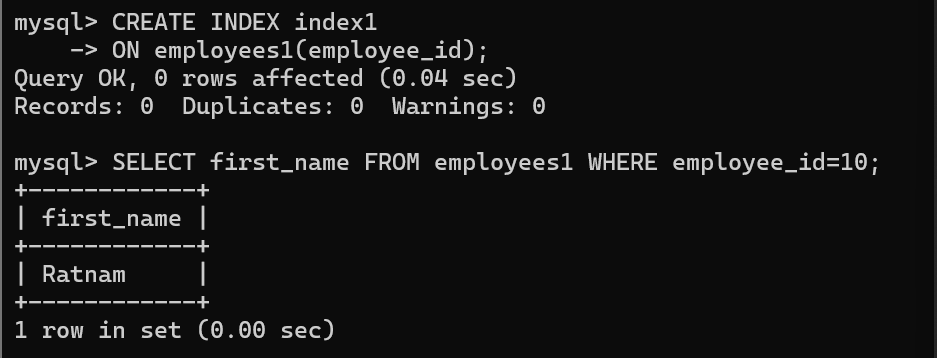 mysql> CREATE INDEX index1
    -> ON employees1(employee_id);
Query OK, 0 rows affected (0.04 sec)
Records: 0  Duplicates: 0  Warnings: 0

mysql> SELECT first_name FROM employees1 WHERE employee_id=10;
+------------+
| first_name |
+------------+
| Ratnam     |
+------------+
1 row in set (0.00 sec)